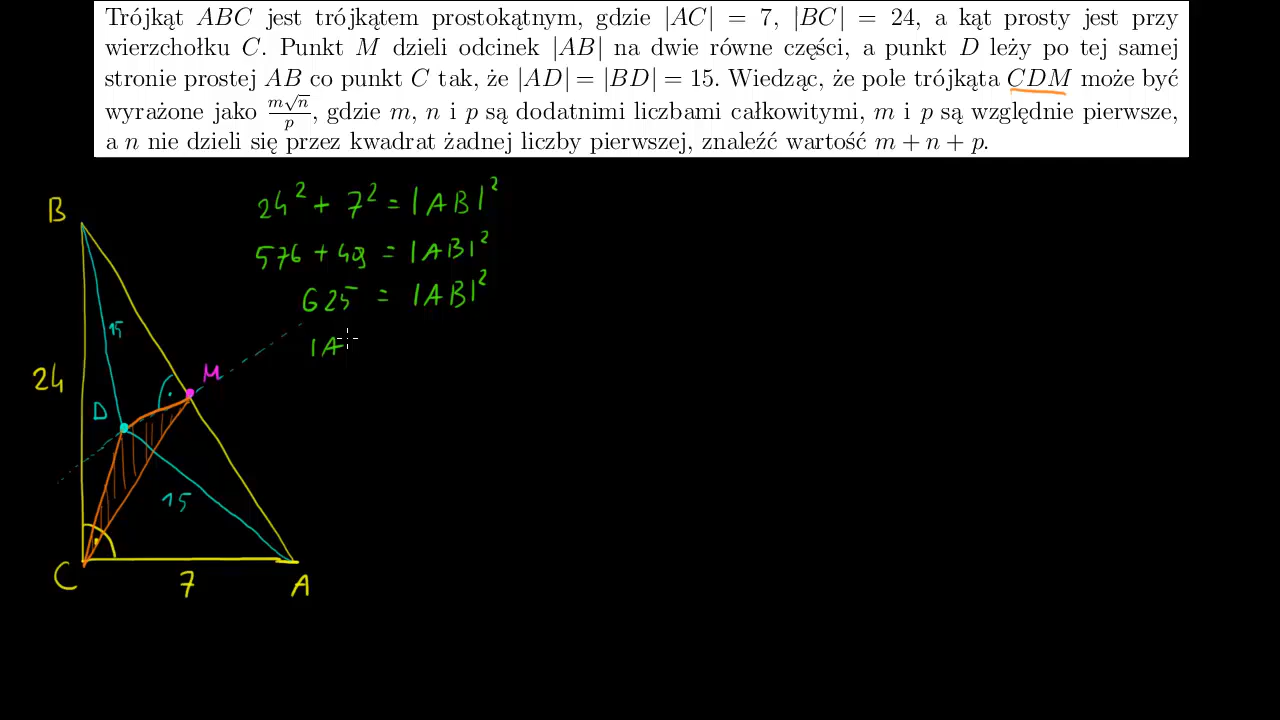 Trójkąt ABC jest trójkątem prostokątnym, gdzie |AC| = 7, |BC| = 24, a kąt prosty jest przy
wierzchołku C. Punkt M dzieli odcinek |AB| na dwie równe części, a punkt D leży po tej samej
stronie prostej AB co punkt C tak, że |AD| = |BD| = 15. Wiedząc, że pole trójkąta CDM może być
wyrażone jako m√n/p, gdzie m, n i p są dodatnimi liczbami całkowitymi, m i p są względnie pierwsze,
a n nie dzieli się przez kwadrat żadnej liczby pierwszej, znaleźć wartość m + n + p.
24² + 7² = |AB|²
B
576 + 49 = |AB|²
625 = |AB|²
15
|A
M
24
D
15
C
7
A